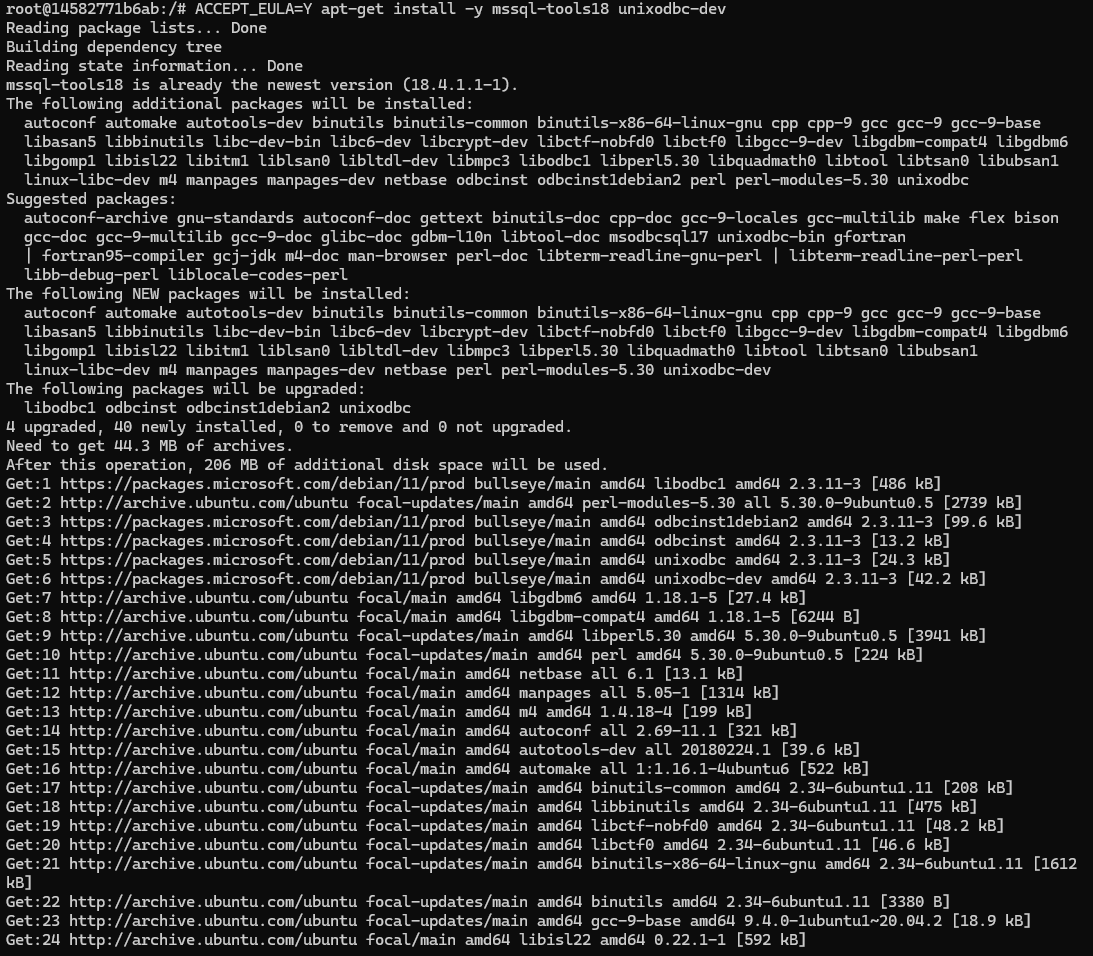 root@14582771b6ab:/# ACCEPT_EULA=Y apt-get install -y mssql-tools18 unixodbc-dev
Reading package lists... Done
Building dependency tree
Reading state information... Done
mssql-tools18 is already the newest version (18.4.1.1-1).
The following additional packages will be installed:
  autoconf automake autotools-dev binutils binutils-common binutils-x86-64-linux-gnu cpp cpp-9 gcc gcc-9 gcc-9-base
  libasan5 libbinutils libc-dev-bin libc6-dev libcrypt-dev libctf-nobfd0 libctf0 libgcc-9-dev libgdbm-compat4 libgdbm6
  libgomp1 libisl22 libitm1 liblsan0 libltdl-dev libmpc3 libodbc1 libperl5.30 libquadmath0 libtool libtsan0 libubsan1
  linux-libc-dev m4 manpages manpages-dev netbase odbcinst odbcinst1debian2 perl perl-modules-5.30 unixodbc
Suggested packages:
  autoconf-archive gnu-standards autoconf-doc gettext binutils-doc cpp-doc gcc-9-locales gcc-multilib make flex bison
  gcc-doc gcc-9-multilib gcc-9-doc glibc-doc gdbm-l10n libtool-doc msodbcsql17 unixodbc-bin gfortran
  | fortran95-compiler gcj-jdk m4-doc man-browser perl-doc libterm-readline-gnu-perl | libterm-readline-perl-perl
  libb-debug-perl liblocale-codes-perl
The following NEW packages will be installed:
  autoconf automake autotools-dev binutils binutils-common binutils-x86-64-linux-gnu cpp cpp-9 gcc gcc-9 gcc-9-base
  libasan5 libbinutils libc-dev-bin libc6-dev libcrypt-dev libctf-nobfd0 libctf0 libgcc-9-dev libgdbm-compat4 libgdbm6
  libgomp1 libisl22 libitm1 liblsan0 libltdl-dev libmpc3 libperl5.30 libquadmath0 libtool libtsan0 libubsan1
  linux-libc-dev m4 manpages manpages-dev netbase perl perl-modules-5.30 unixodbc-dev
The following packages will be upgraded:
  libodbc1 odbcinst odbcinst1debian2 unixodbc
4 upgraded, 40 newly installed, 0 to remove and 0 not upgraded.
Need to get 44.3 MB of archives.
After this operation, 206 MB of additional disk space will be used.
Get:1 https://packages.microsoft.com/debian/11/prod bullseye/main amd64 libodbc1 amd64 2.3.11-3 [486 kB]
Get:2 http://archive.ubuntu.com/ubuntu focal-updates/main amd64 perl-modules-5.30 all 5.30.0-9ubuntu0.5 [2739 kB]
Get:3 https://packages.microsoft.com/debian/11/prod bullseye/main amd64 odbcinst1debian2 amd64 2.3.11-3 [99.6 kB]
Get:4 https://packages.microsoft.com/debian/11/prod bullseye/main amd64 odbcinst amd64 2.3.11-3 [13.2 kB]
Get:5 https://packages.microsoft.com/debian/11/prod bullseye/main amd64 unixodbc amd64 2.3.11-3 [24.3 kB]
Get:6 https://packages.microsoft.com/debian/11/prod bullseye/main amd64 unixodbc-dev amd64 2.3.11-3 [42.2 kB]
Get:7 http://archive.ubuntu.com/ubuntu focal/main amd64 libgdbm6 amd64 1.18.1-5 [27.4 kB]
Get:8 http://archive.ubuntu.com/ubuntu focal/main amd64 libgdbm-compat4 amd64 1.18.1-5 [6244 B]
Get:9 http://archive.ubuntu.com/ubuntu focal-updates/main amd64 libperl5.30 amd64 5.30.0-9ubuntu0.5 [3941 kB]
Get:10 http://archive.ubuntu.com/ubuntu focal-updates/main amd64 perl amd64 5.30.0-9ubuntu0.5 [224 kB]
Get:11 http://archive.ubuntu.com/ubuntu focal/main amd64 netbase all 6.1 [13.1 kB]
Get:12 http://archive.ubuntu.com/ubuntu focal/main amd64 manpages all 5.05-1 [1314 kB]
Get:13 http://archive.ubuntu.com/ubuntu focal/main amd64 m4 amd64 1.4.18-4 [199 kB]
Get:14 http://archive.ubuntu.com/ubuntu focal/main amd64 autoconf all 2.69-11.1 [321 kB]
Get:15 http://archive.ubuntu.com/ubuntu focal/main amd64 autotools-dev all 20180224.1 [39.6 kB]
Get:16 http://archive.ubuntu.com/ubuntu focal/main amd64 automake all 1:1.16.1-4ubuntu6 [522 kB]
Get:17 http://archive.ubuntu.com/ubuntu focal-updates/main amd64 binutils-common amd64 2.34-6ubuntu1.11 [208 kB]
Get:18 http://archive.ubuntu.com/ubuntu focal-updates/main amd64 libbinutils amd64 2.34-6ubuntu1.11 [475 kB]
Get:19 http://archive.ubuntu.com/ubuntu focal-updates/main amd64 libctf-nobfd0 amd64 2.34-6ubuntu1.11 [48.2 kB]
Get:20 http://archive.ubuntu.com/ubuntu focal-updates/main amd64 libctf0 amd64 2.34-6ubuntu1.11 [46.6 kB]
Get:21 http://archive.ubuntu.com/ubuntu focal-updates/main amd64 binutils-x86-64-linux-gnu amd64 2.34-6ubuntu1.11 [1612
kB]
Get:22 http://archive.ubuntu.com/ubuntu focal-updates/main amd64 binutils amd64 2.34-6ubuntu1.11 [3380 B]
Get:23 http://archive.ubuntu.com/ubuntu focal-updates/main amd64 gcc-9-base amd64 9.4.0-1ubuntu1~20.04.2 [18.9 kB]
Get:24 http://archive.ubuntu.com/ubuntu focal/main amd64 libisl22 amd64 0.22.1-1 [592 kB]